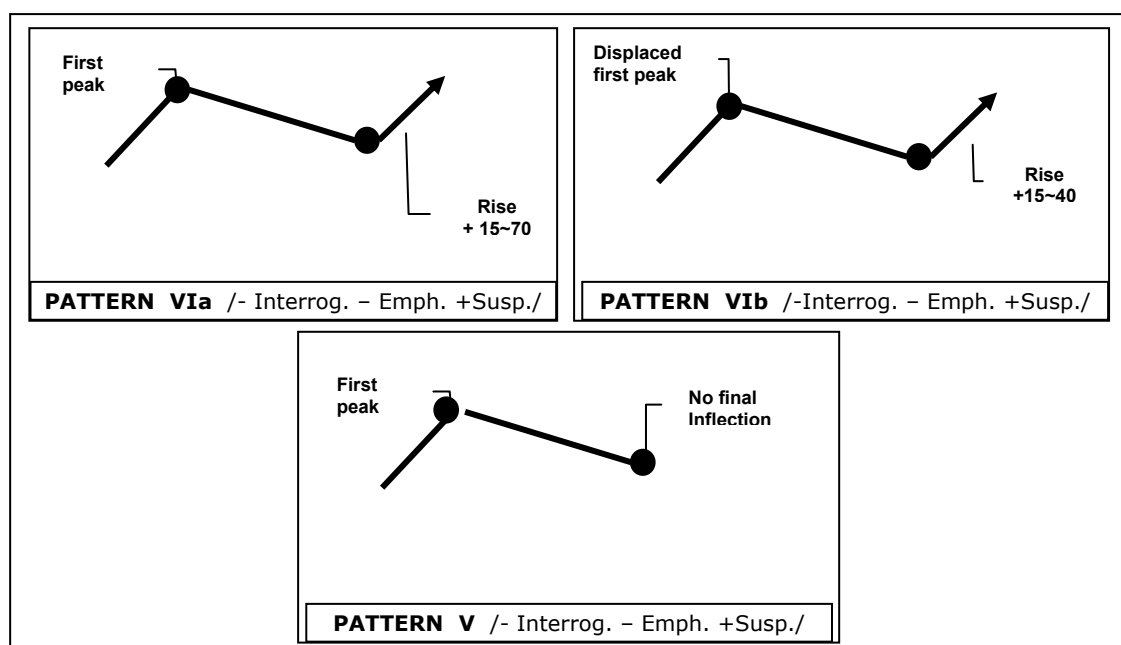 First
peak
Rise
+ 15~70
PATTERN VIa /- Interrog. – Emph. +Susp./
Displaced
first peak
Rise
+15~40
PATTERN VIb /-Interrog. – Emph. +Susp./
First
peak
No final
Inflection
PATTERN V /- Interrog. – Emph. +Susp./